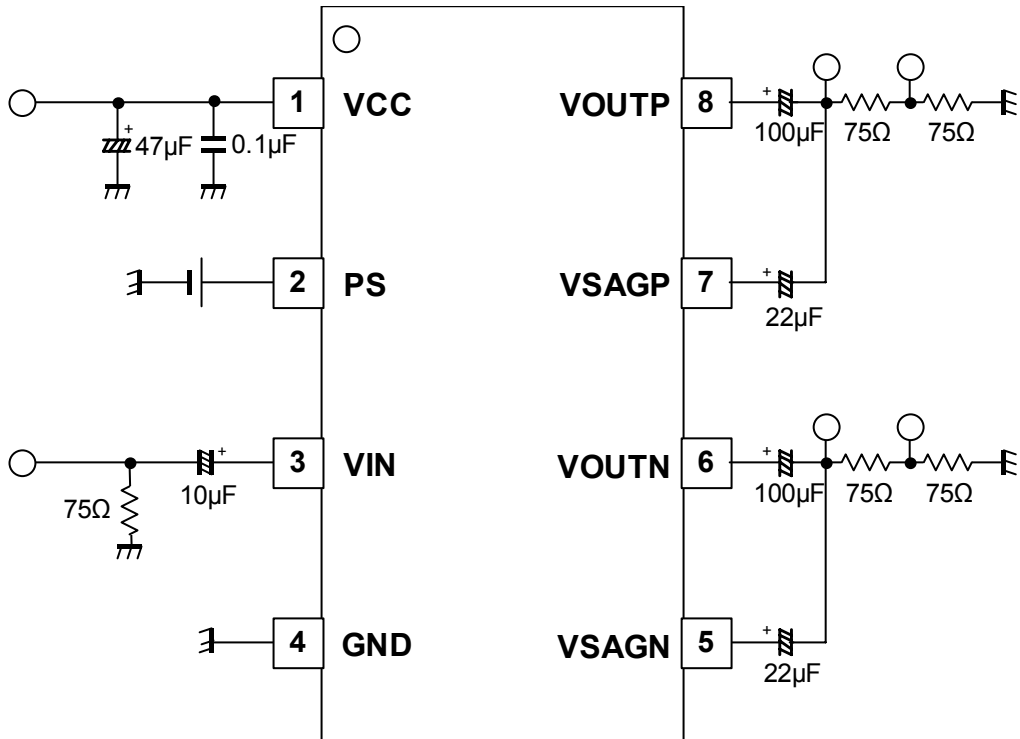 1 VCC VOUTP 8
+ 47µF 0.1µF
+ 100µF 75Ω 75Ω
2 PS VSAGP 7
+ 22µF
3 VIN VOUTN 6
+ 10µF
75Ω
+ 100µF 75Ω 75Ω
4 GND VSAGN 5
+ 22µF